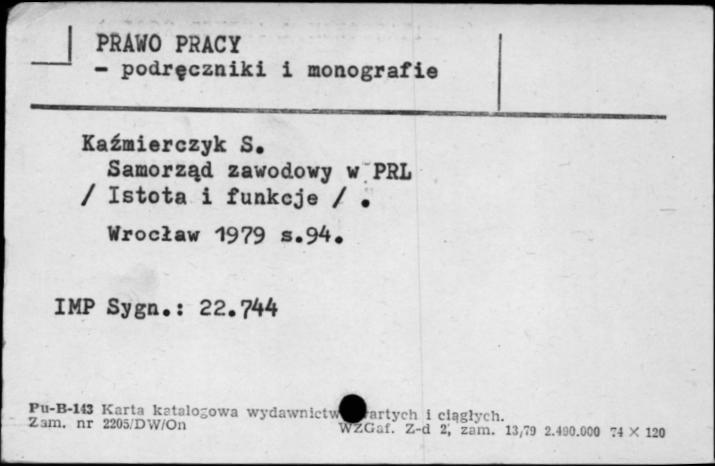 PRAWO PRACY
- podręczniki i monografie
Kaźmierczyk S.
Samorząd zawodowy w PRL
/ Istota i funkcje / .
Wrocław 1979 s.94.
IMP Sygn.: 22.744
Pu-B-143 Karta katalogowa wydawnictw artych i ciągłych.
Zam. nr 2205/DW/On WZGaf. Z-d 2, zam. 13/79 2.490.000 74 X 120